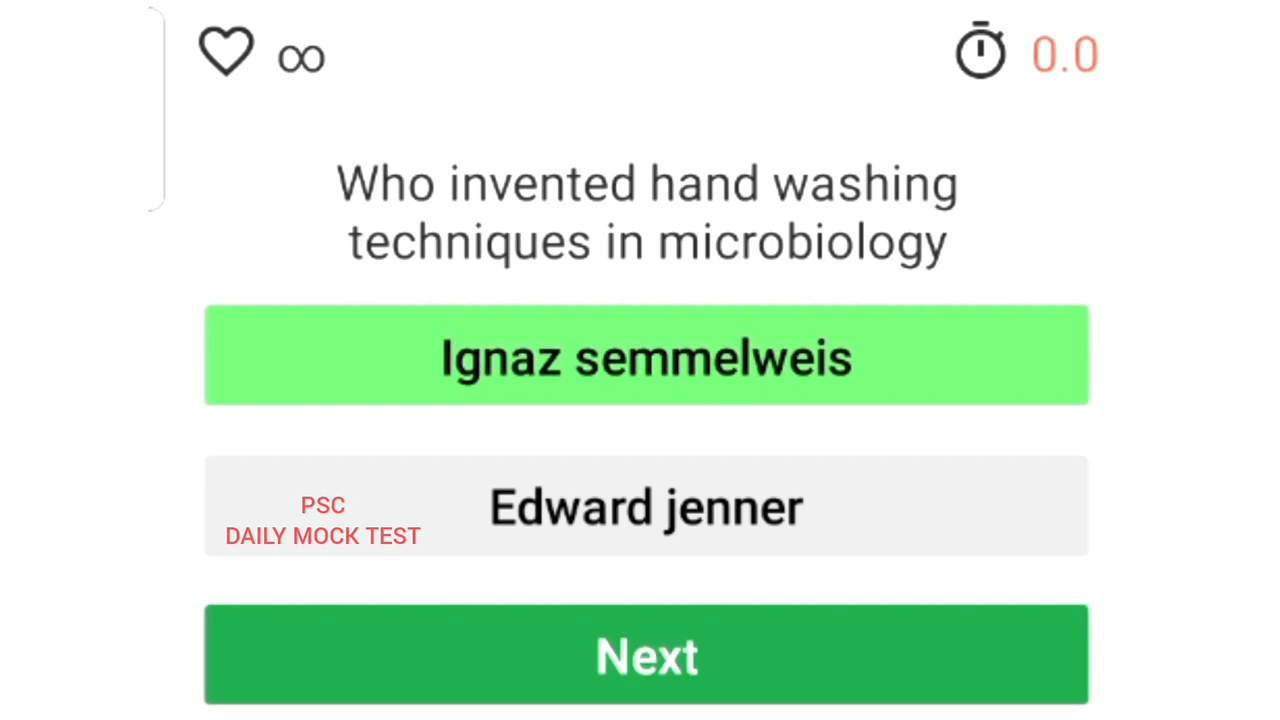 ∞
0.0
Who invented hand washing
techniques in microbiology
Ignaz semmelweis
Edward jenner
PSC
DAILY MOCK TEST
Next